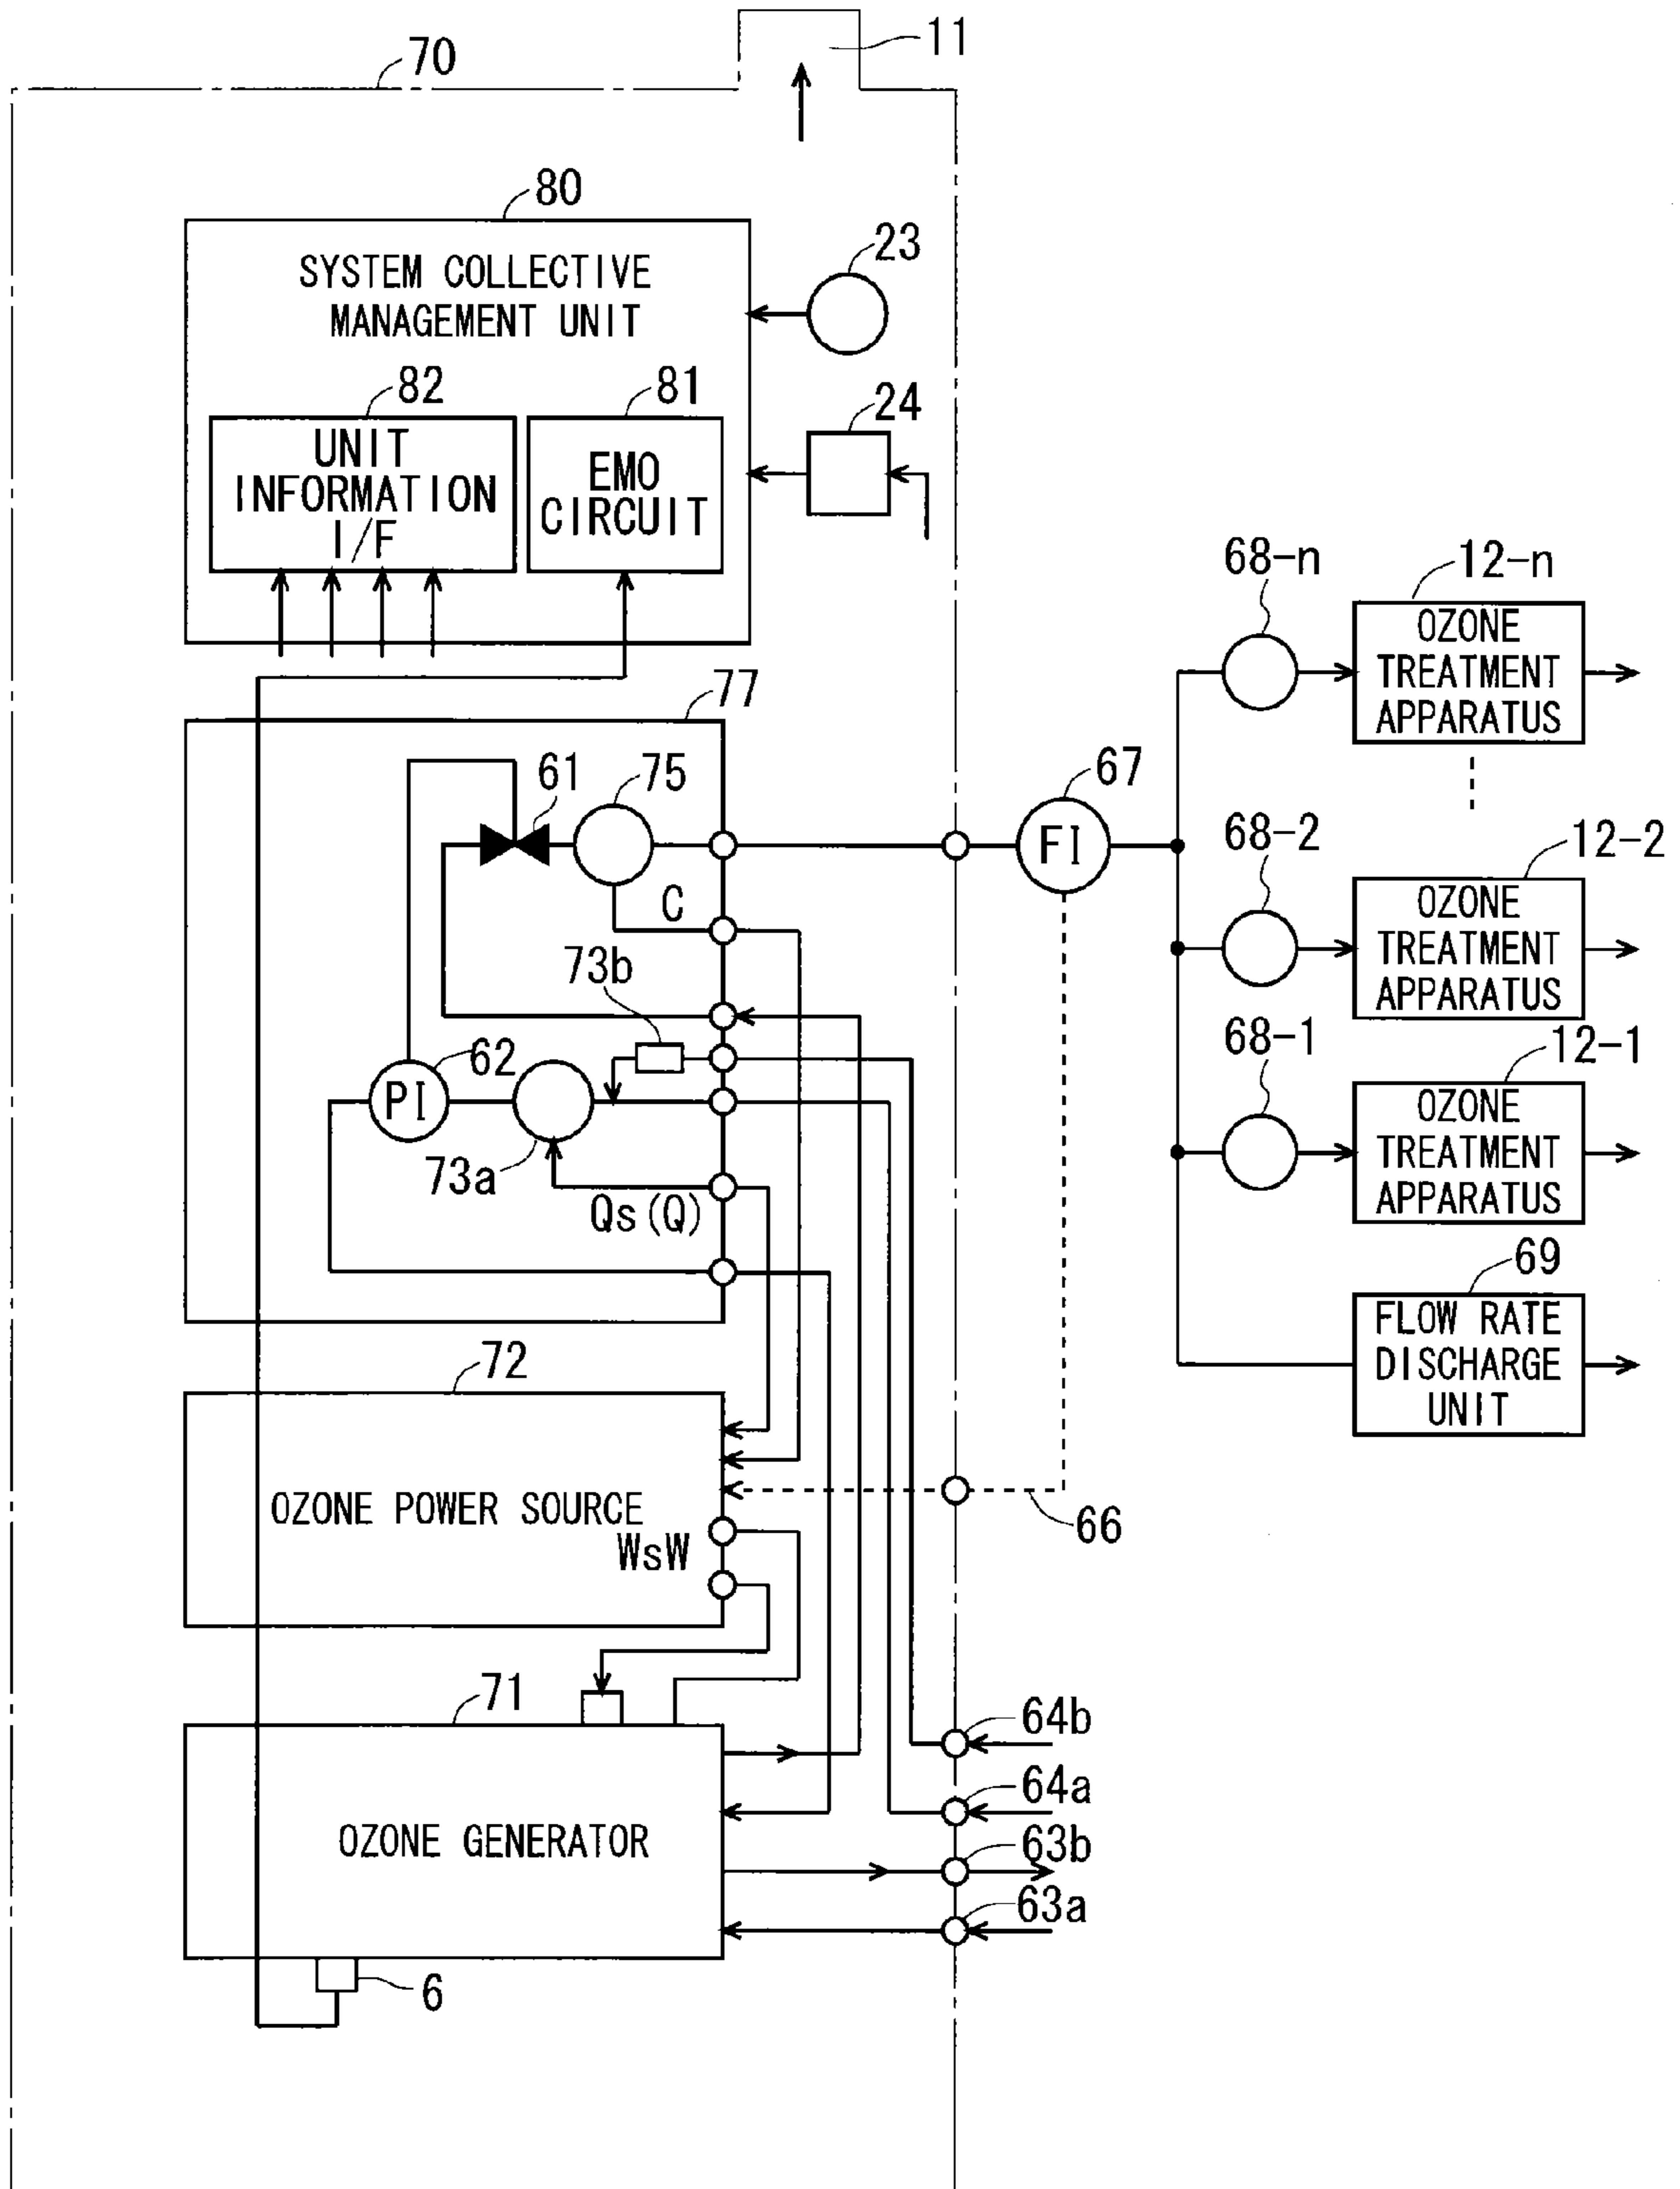 11
70
80
SYSTEM COLLECTIVE
MANAGEMENT UNIT
23
82
81
24
UNIT
INFORMATION
I/F
EMO
CIRCUIT
68-n
12-n
OZONE
TREATMENT
APPARATUS
77
61
75
67
FI
68-2
12-2
OZONE
TREATMENT
APPARATUS
C
73b
68-1
12-1
62
PI
73a
OZONE
TREATMENT
APPARATUS
Qs(Q)
69
FLOW RATE
DISCHARGE
UNIT
72
OZONE POWER SOURCE
WsW
66
71
64b
64a
OZONE GENERATOR
63b
63a
6